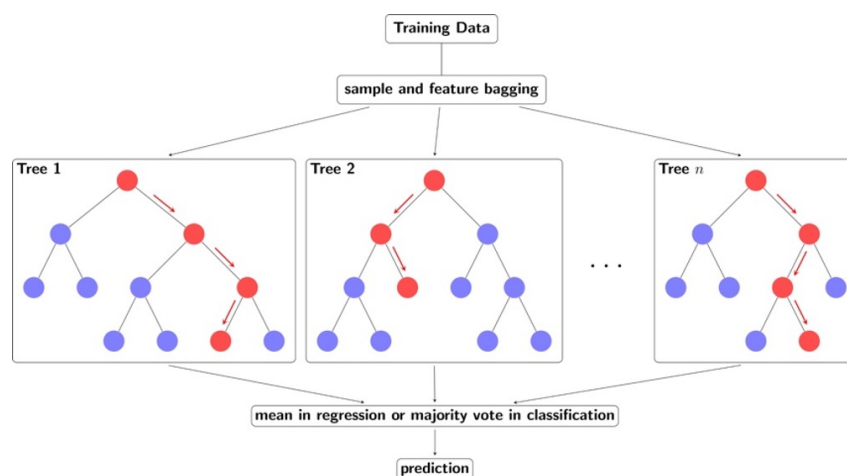 Training Data
sample and feature bagging
Tree 1
Tree 2
Tree n
...
mean in regression or majority vote in classification
prediction